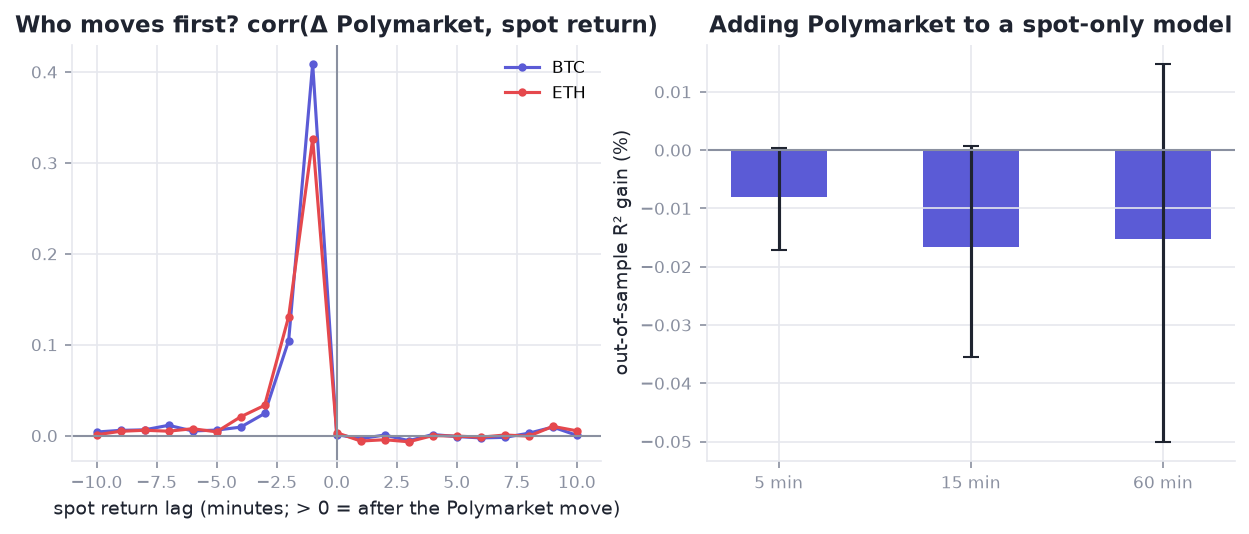 Who moves first? corr(Δ Polymarket, spot return)
BTC
ETH
0.4
0.3
0.2
0.1
0.0
−10.0 −7.5 −5.0 −2.5 0.0 2.5 5.0 7.5 10.0
spot return lag (minutes; > 0 = after the Polymarket move)
Adding Polymarket to a spot-only model
out-of-sample R² gain (%)
0.01
0.00
−0.01
−0.02
−0.03
−0.04
−0.05
5 min 15 min 60 min